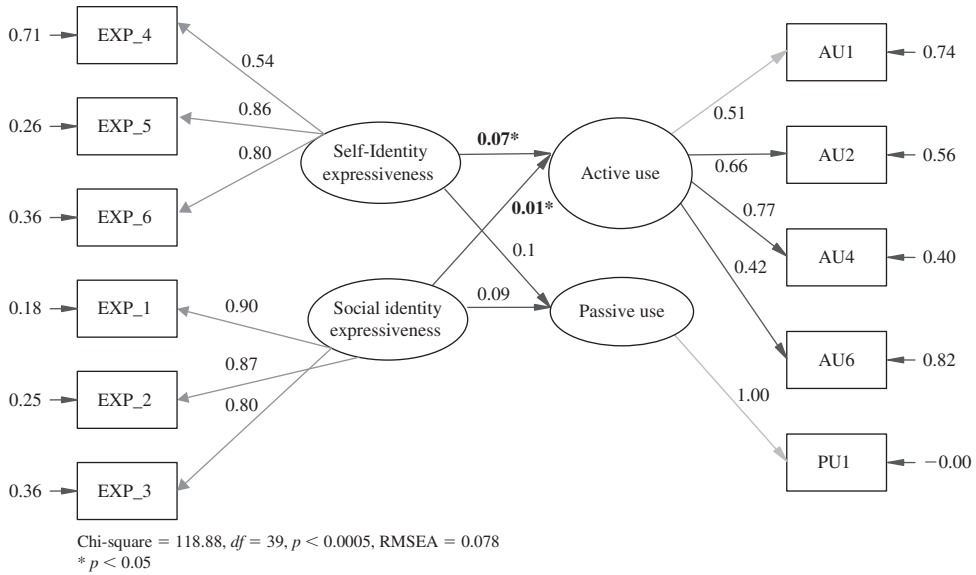 0.71
EXP_4
0.54
0.26
EXP_5
0.86
0.36
EXP_6
0.80
0.18
EXP_1
0.90
0.25
EXP_2
0.87
0.36
EXP_3
0.80
Self-Identity
expressiveness
Social identity
expressiveness
0.07*
0.01*
0.1
0.09
Active use
Passive use
0.51
0.66
0.77
0.42
1.00
AU1
0.74
AU2
0.56
AU4
0.40
AU6
0.82
PU1
−0.00
Chi-square = 118.88, df = 39, p < 0.0005, RMSEA = 0.078
* p < 0.05